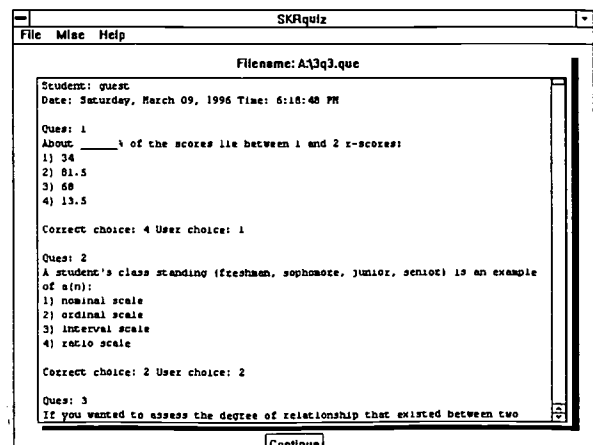 SKRquiz
File Misc Help
Filename: A:\3q3.que
Student: guest
Date: Saturday, March 09, 1996 Time: 6:18:48 PM
Ques: 1
About _____% of the scores lie between 1 and 2 z-scores:
1) 34
2) 81.5
3) 68
4) 13.5
Correct choice: 4 User choice: 1
Ques: 2
A student's class standing (freshman, sophomore, junior, senior) is an example
of a(n):
1) nominal scale
2) ordinal scale
3) interval scale
4) ratio scale
Correct choice: 2 User choice: 2
Ques: 3
If you wanted to assess the degree of relationship that existed between two
Continue